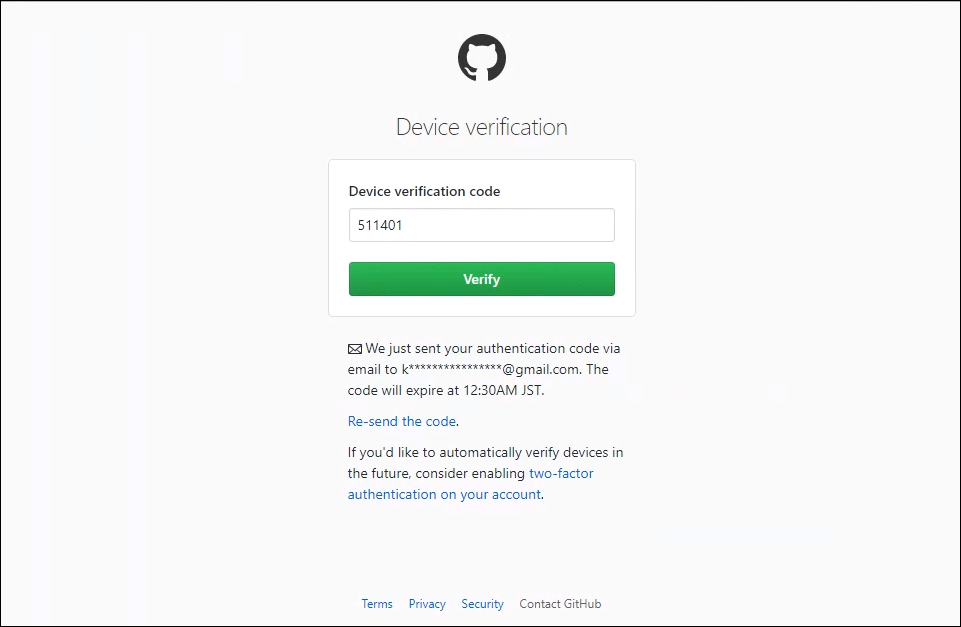 Device verification
Device verification code
511401
Verify
We just sent your authentication code via
email to k****************@gmail.com. The
code will expire at 12:30AM JST.
Re-send the code.
If you'd like to automatically verify devices in
the future, consider enabling two-factor
authentication on your account.
Terms Privacy Security Contact GitHub